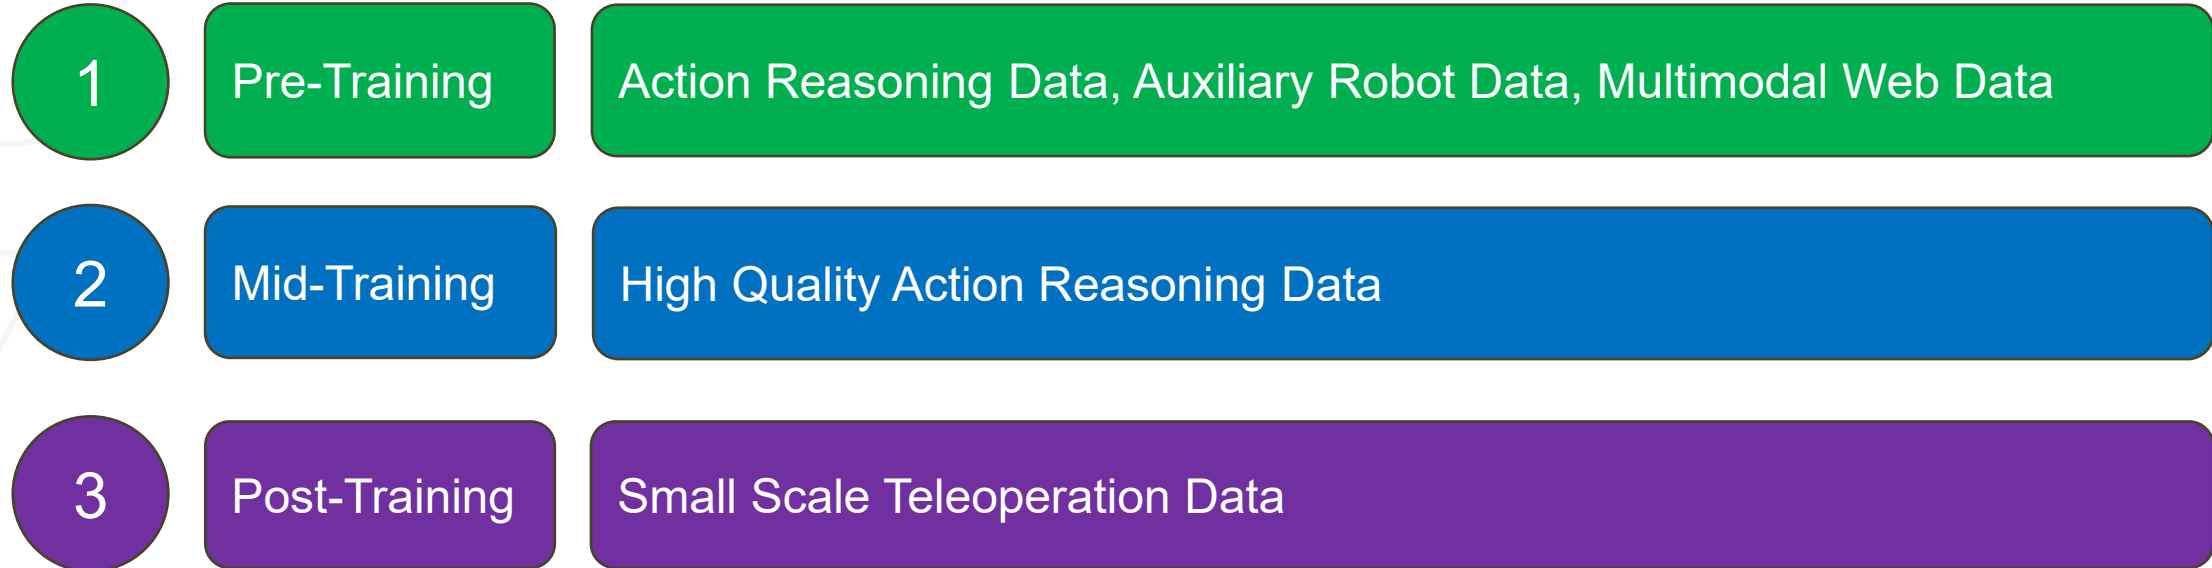 1 Pre-Training Action Reasoning Data, Auxiliary Robot Data, Multimodal Web Data
2 Mid-Training High Quality Action Reasoning Data
3 Post-Training Small Scale Teleoperation Data